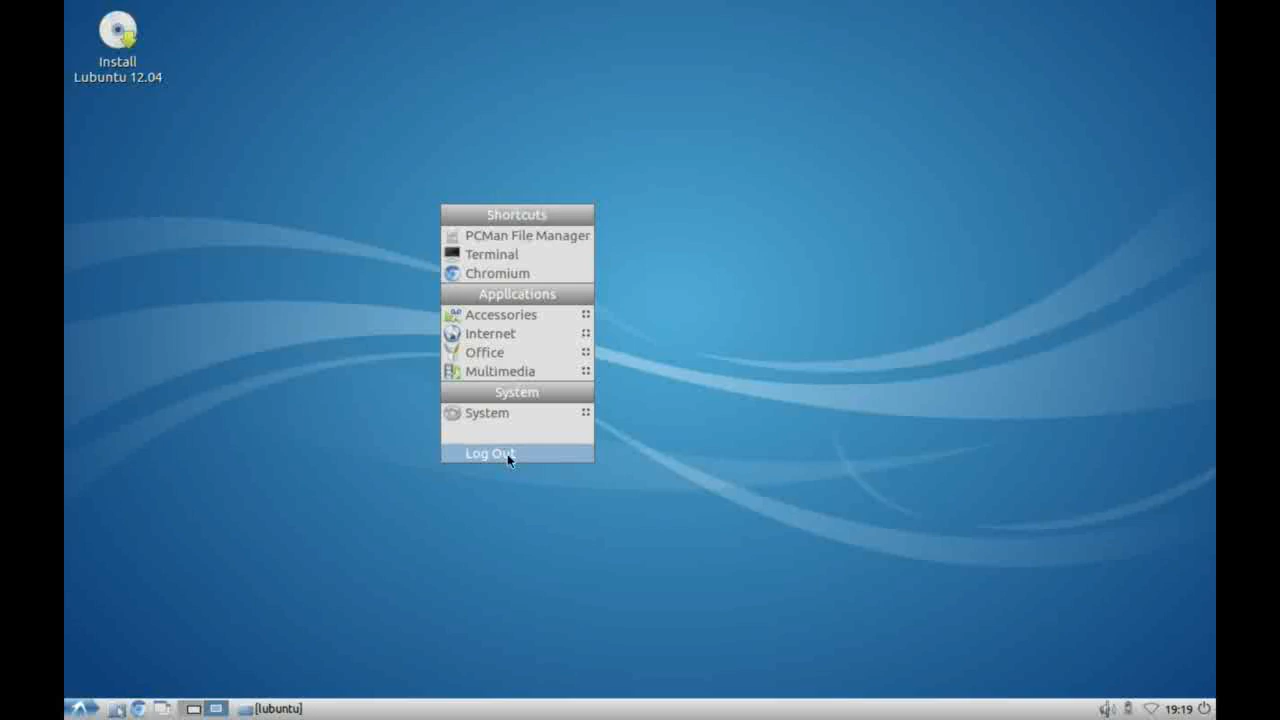 Install
Lubuntu 12.04
Shortcuts
PCMan File Manager
Terminal
Chromium
Applications
Accessories
Internet
Office
Multimedia
System
System
Log Out
[lubuntu]
19:19